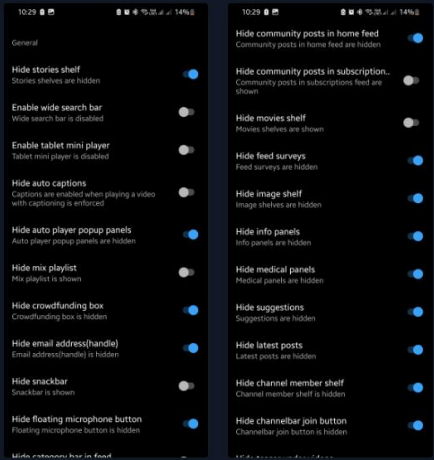 10:29
14%
General
Hide stories shelf
Stories shelves are hidden
Enable wide search bar
Wide search bar is disabled
Enable tablet mini player
Tablet mini player is disabled
Hide auto captions
Captions are enabled when playing a video
with captioning is enforced
Hide auto player popup panels
Auto player popup panels are hidden
Hide mix playlist
Mix playlist is shown
Hide crowdfunding box
Crowdfunding box is hidden
Hide email address(handle)
Email address(handle) is hidden
Hide snackbar
Snackbar is shown
Hide floating microphone button
Floating microphone button is hidden
Hide category bar in feed
10:29
14%
Hide community posts in home feed
Community posts in home feed are hidden
Hide community posts in subscription..
Community posts in subscriptions feed are
shown
Hide movies shelf
Movies shelves are shown
Hide feed surveys
Feed surveys are hidden
Hide image shelf
Image shelves are hidden
Hide info panels
Info panels are hidden
Hide medical panels
Medical panels are hidden
Hide suggestions
Suggestions are hidden
Hide latest posts
Latest posts are hidden
Hide channel member shelf
Channel member shelf is hidden
Hide channelbar join button
Channelbar join button is hidden